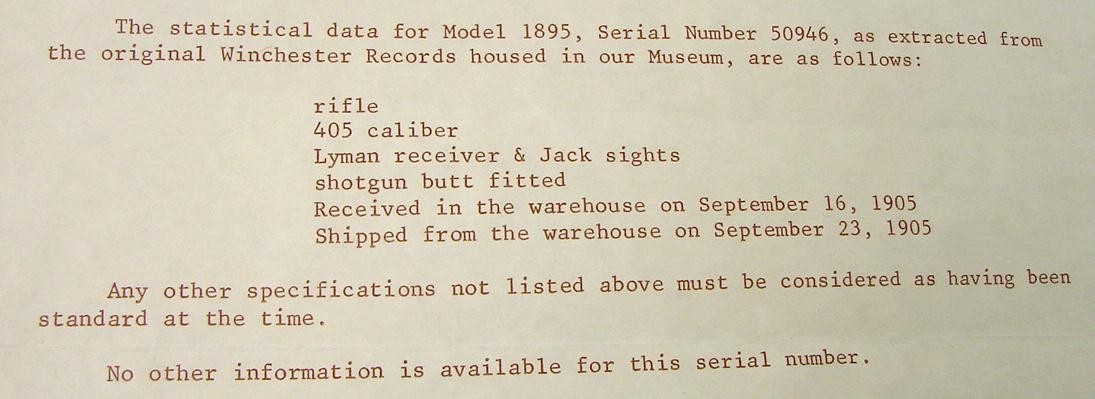 The statistical data for Model 1895, Serial Number 50946, as extracted from
the original Winchester Records housed in our Museum, are as follows:
rifle
405 caliber
Lyman receiver & Jack sights
shotgun butt fitted
Received in the warehouse on September 16, 1905
Shipped from the warehouse on September 23, 1905
Any other specifications not listed above must be considered as having been
standard at the time.
No other information is available for this serial number.